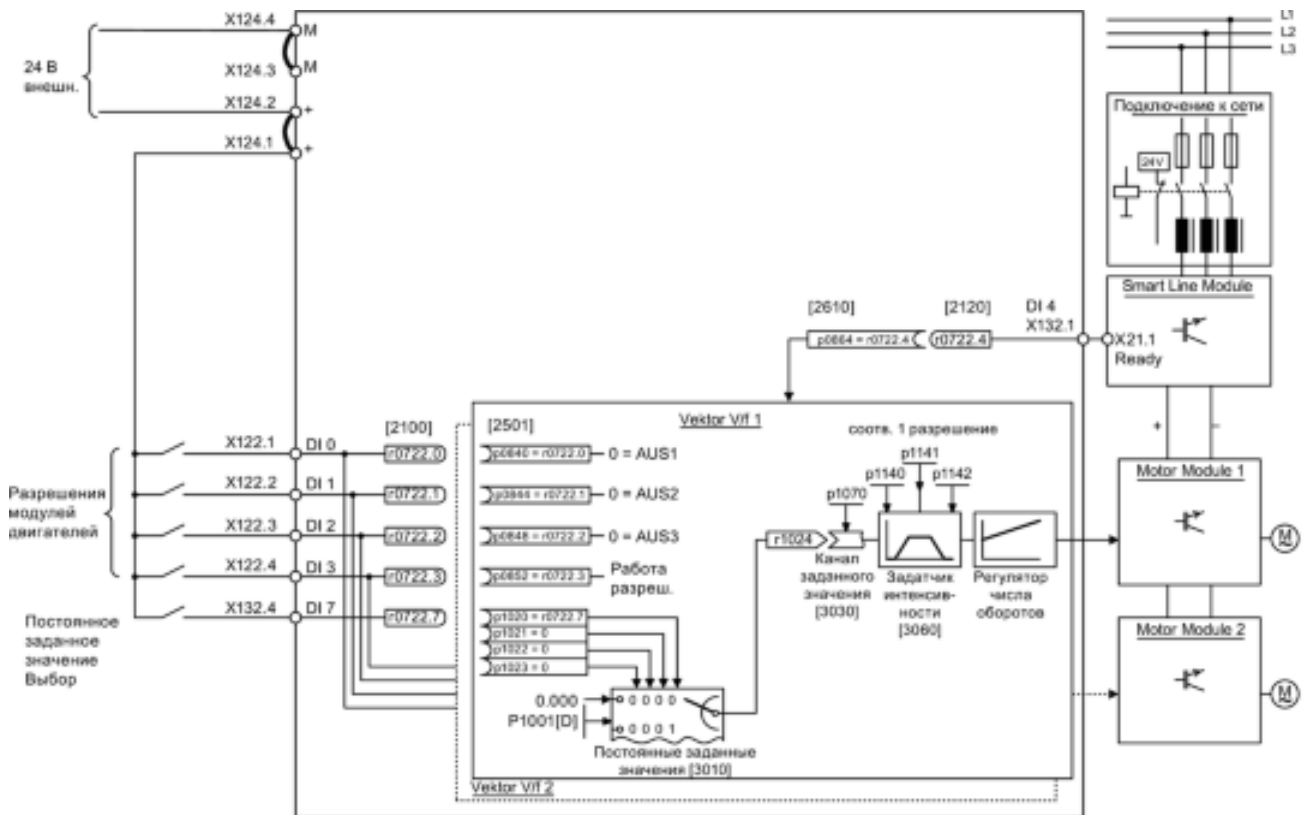 X124.4
M
24 В
внешн.
X124.3
M
X124.2
+
X124.1
+
L1
L2
L3
Подключение к сети
24V
Smart Line Module
X21.1
Ready
[2610]
[2120]
DI 4
X132.1
p0864 = r0722.4
r0722.4
+
–
Motor Module 1
M
Motor Module 2
M
Разрешения
модулей
двигателей
X122.1
DI 0
X122.2
DI 1
X122.3
DI 2
X122.4
DI 3
X132.4
DI 7
Постоянное
заданное
значение
Выбор
[2100]
r0722.0
r0722.1
r0722.2
r0722.3
r0722.7
[2501]
Vektor V/f 1
p0840 = r0722.0
0 = AUS1
p0844 = r0722.1
0 = AUS2
p0848 = r0722.2
0 = AUS3
p0852 = r0722.3
Работа
разреш.
p1020 = r0722.7
p1021 = 0
p1022 = 0
p1023 = 0
0.000
0 0 0 0
P1001[D]
0 0 0 1
Постоянные заданные
значения [3010]
соотв. 1 разрешение
p1141
p1140
p1142
p1070
r1024
Канал
заданного
значения
[3030]
Задатчик
интенсив-
ности
[3060]
Регулятор
числа
оборотов
Vektor V/f 2